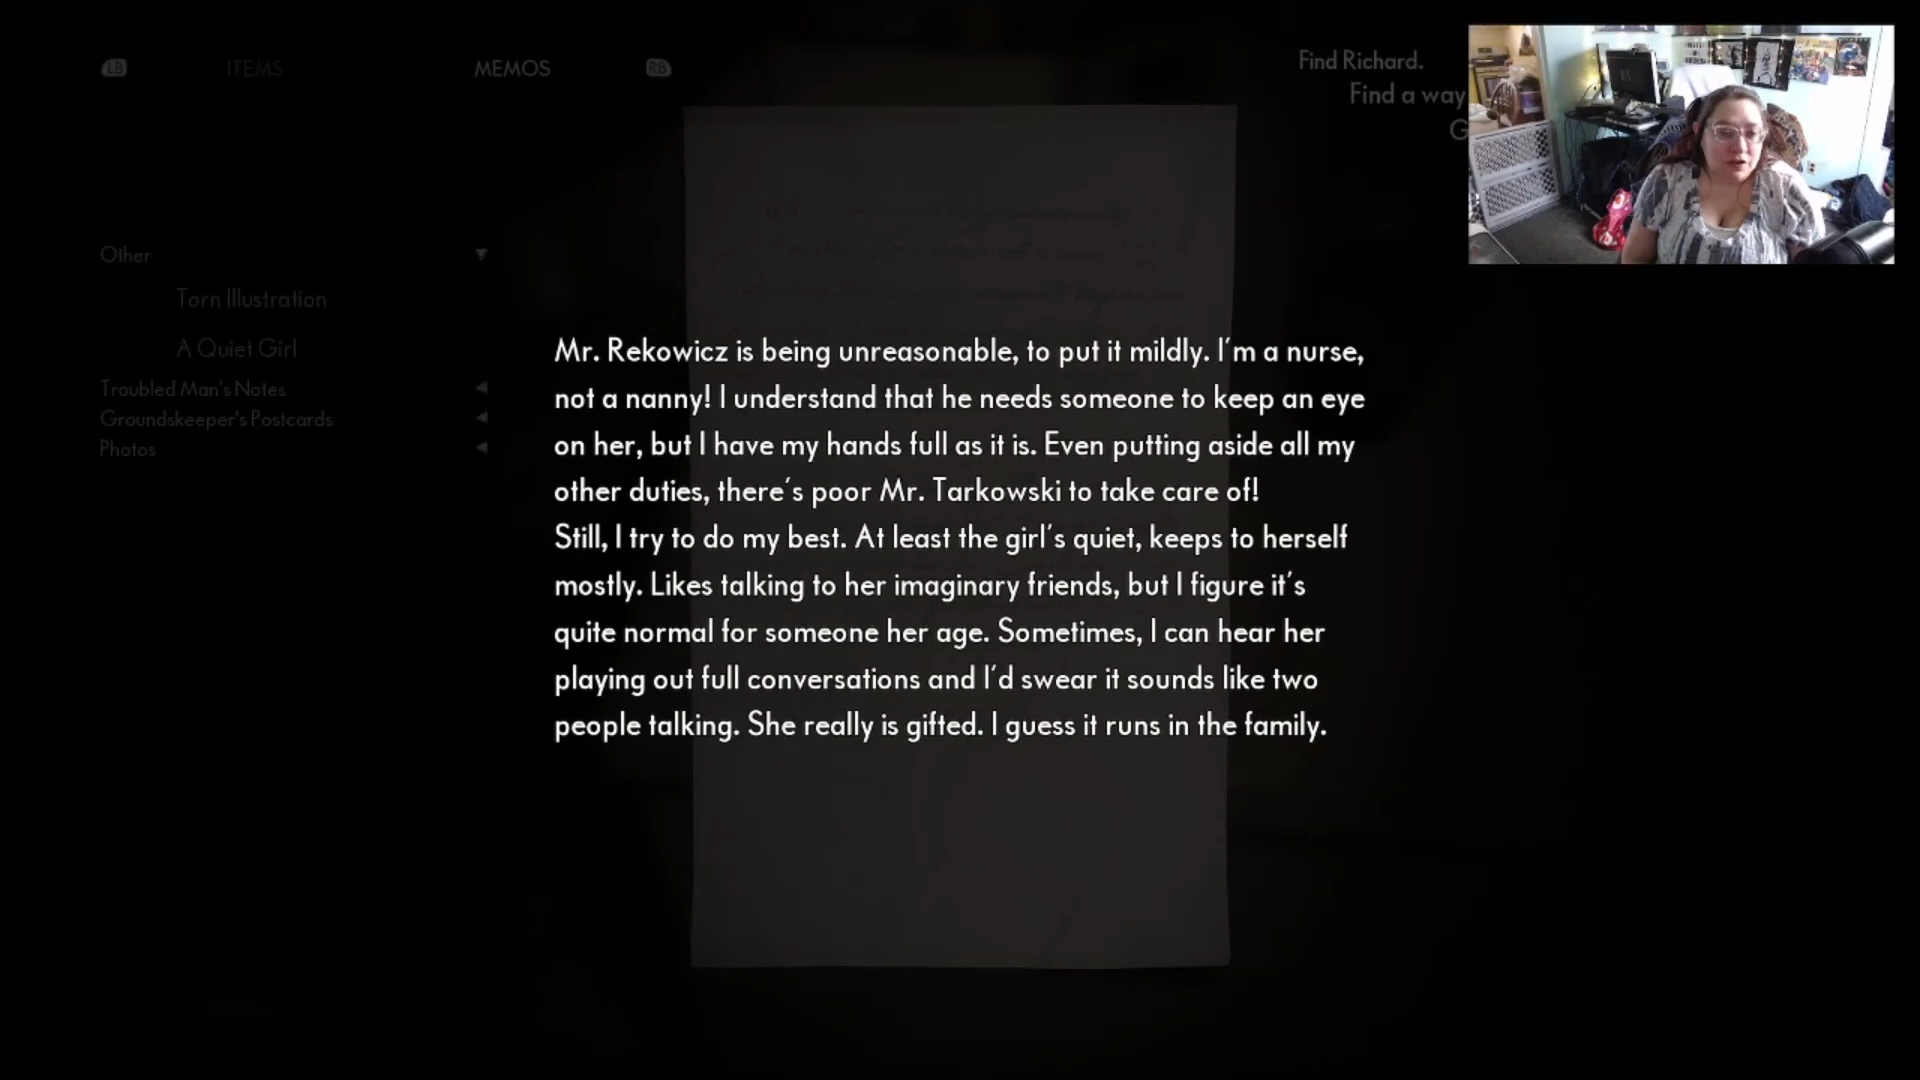 LB
ITEMS
MEMOS
RB
Find Richard.
Find a way
G
Other
Torn Illustration
A Quiet Girl
Troubled Man's Notes
Groundskeeper's Postcards
Photos
Mr. Rekowicz is being unreasonable, to put it mildly. I'm a nurse,
not a nanny! I understand that he needs someone to keep an eye
on her, but I have my hands full as it is. Even putting aside all my
other duties, there's poor Mr. Tarkowski to take care of!
Still, I try to do my best. At least the girl's quiet, keeps to herself
mostly. Likes talking to her imaginary friends, but I figure it's
quite normal for someone her age. Sometimes, I can hear her
playing out full conversations and I'd swear it sounds like two
people talking. She really is gifted. I guess it runs in the family.